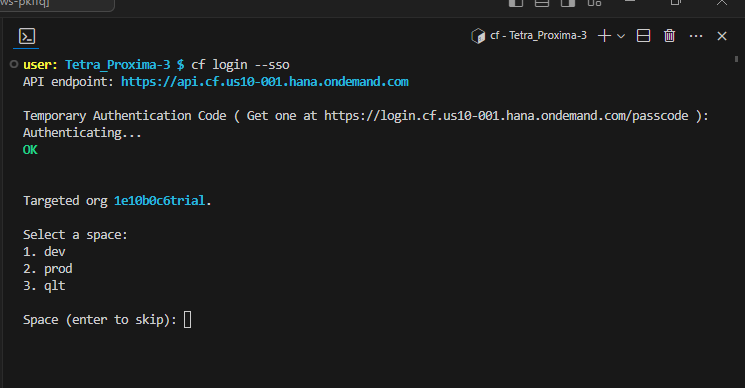 cf - Tetra_Proxima-3
user: Tetra_Proxima-3 $ cf login --sso
API endpoint: https://api.cf.us10-001.hana.ondemand.com
Temporary Authentication Code ( Get one at https://login.cf.us10-001.hana.ondemand.com/passcode ):
Authenticating...
OK
Targeted org 1e10b0c6trial.
Select a space:
1. dev
2. prod
3. qlt
Space (enter to skip):